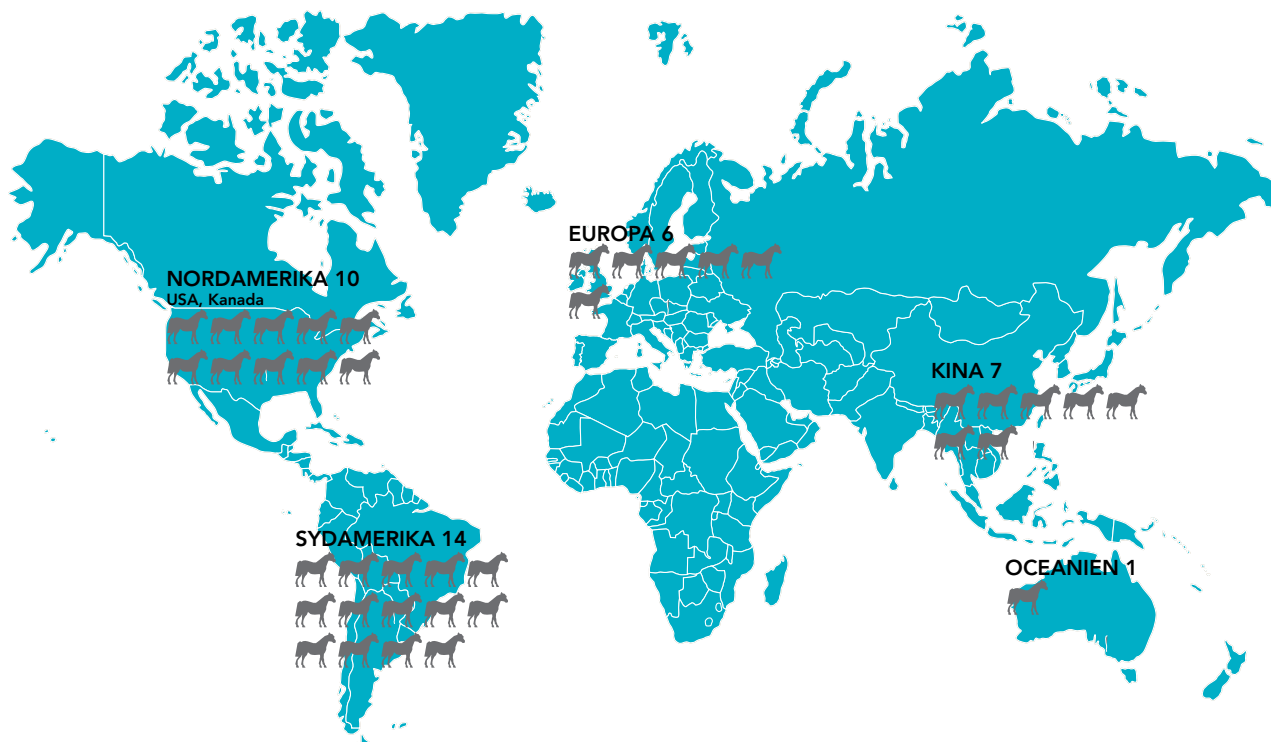 EUROPA 6
NORDAMERIKA 10
USA, Kanada
KINA 7
SYDAMERIKA 14
OCEANIEN 1